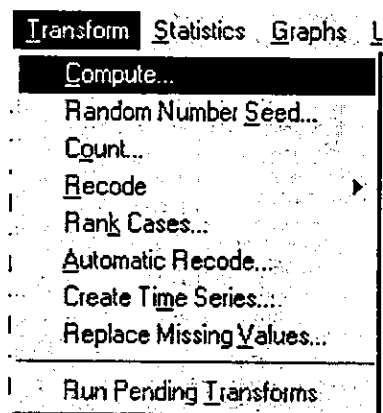 Transform Statistics Graphs
Compute...
Random Number Seed...
Count...
Recode
Rank Cases...
Automatic Recode...
Create Time Series...
Replace Missing Values...
Run Pending Transforms